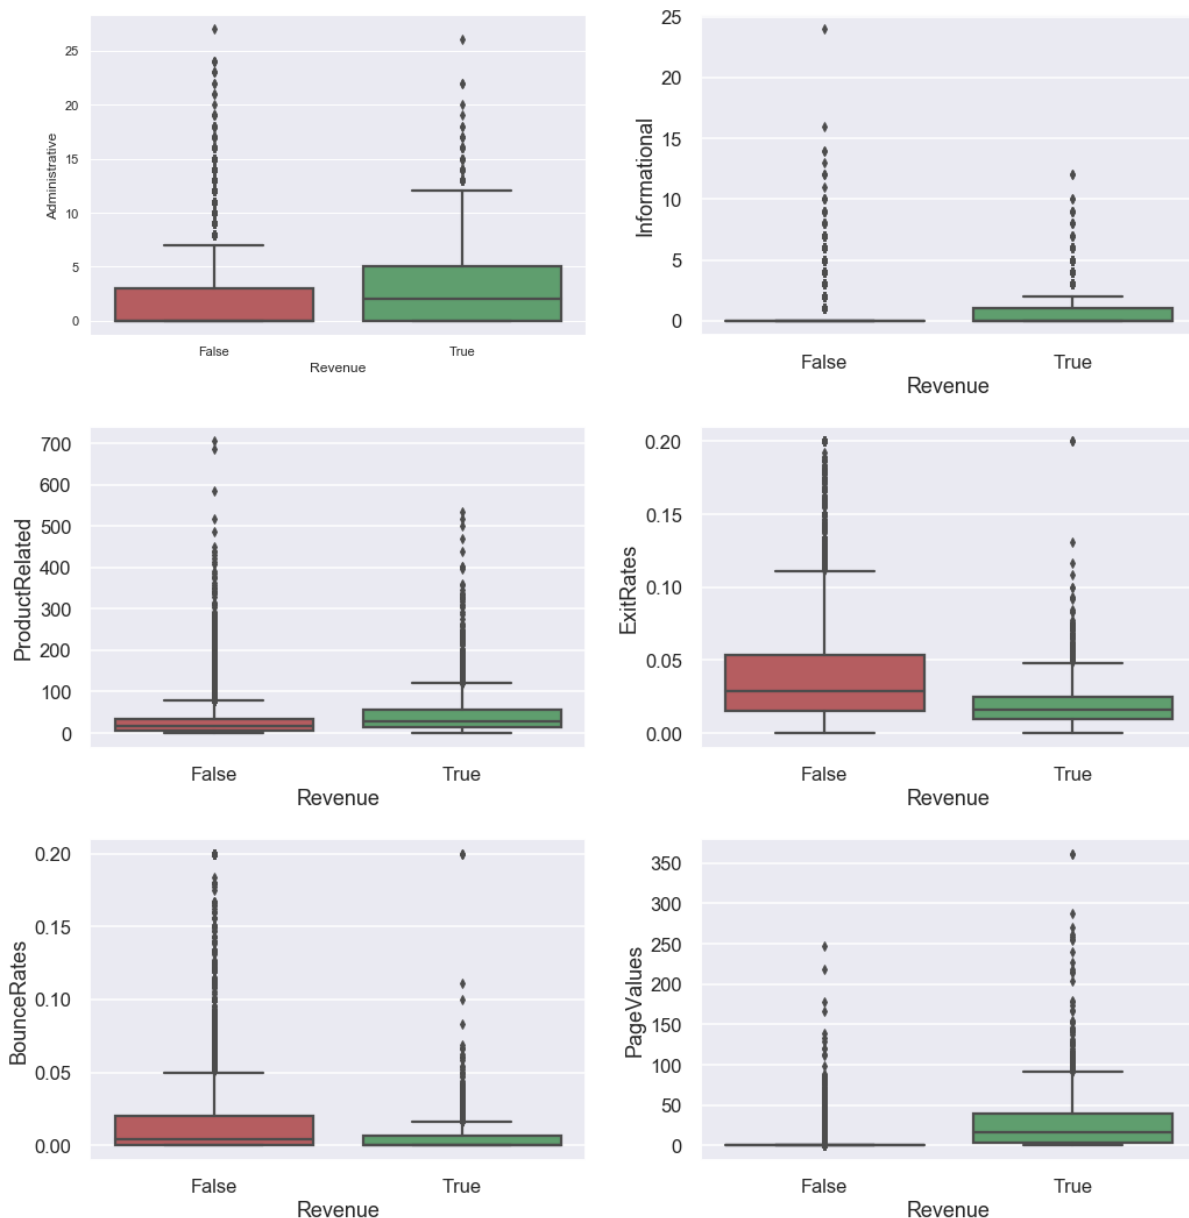 25
20
15
10
5
0
Administrative
False
True
Revenue
25
20
15
10
5
0
Informational
False
True
Revenue
700
600
500
400
300
200
100
0
ProductRelated
False
True
Revenue
0.20
0.15
0.10
0.05
0.00
ExitRates
False
True
Revenue
0.20
0.15
0.10
0.05
0.00
BounceRates
False
True
Revenue
350
300
250
200
150
100
50
0
PageValues
False
True
Revenue